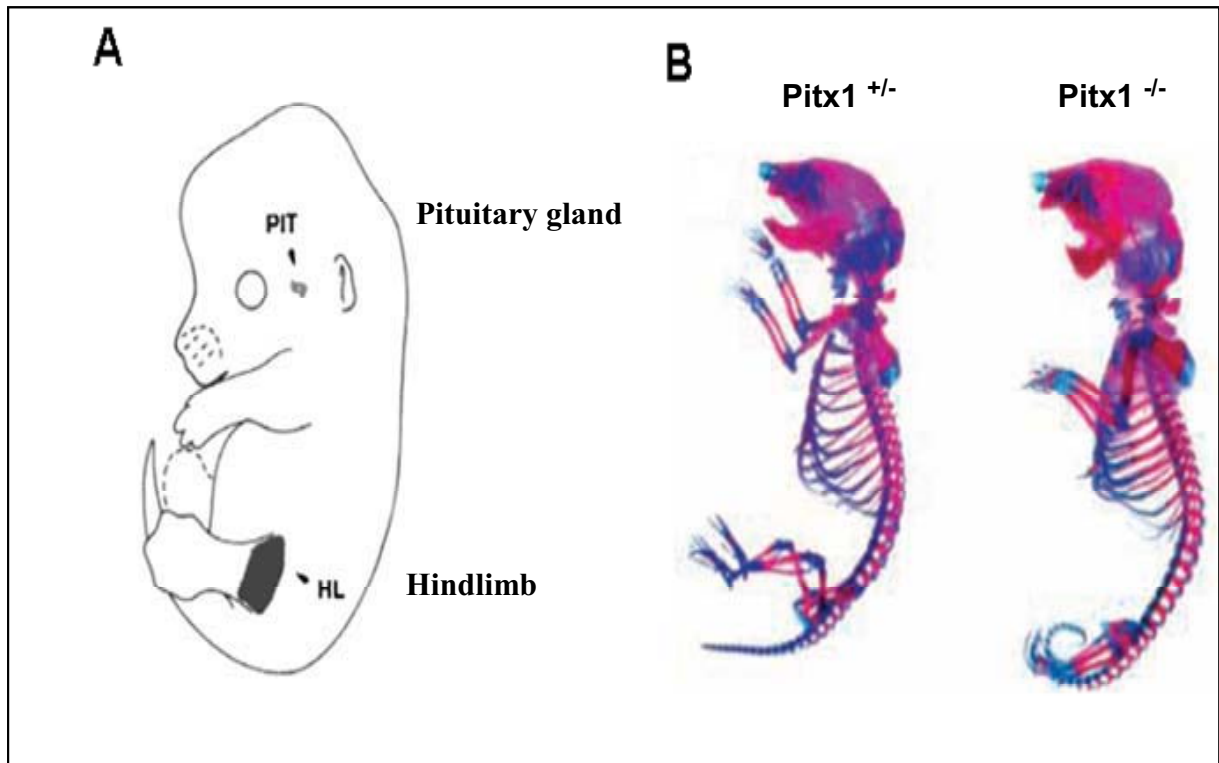 A
Pituitary gland
PIT
Hindlimb
HL
B
Pitx1 +/-
Pitx1 -/-